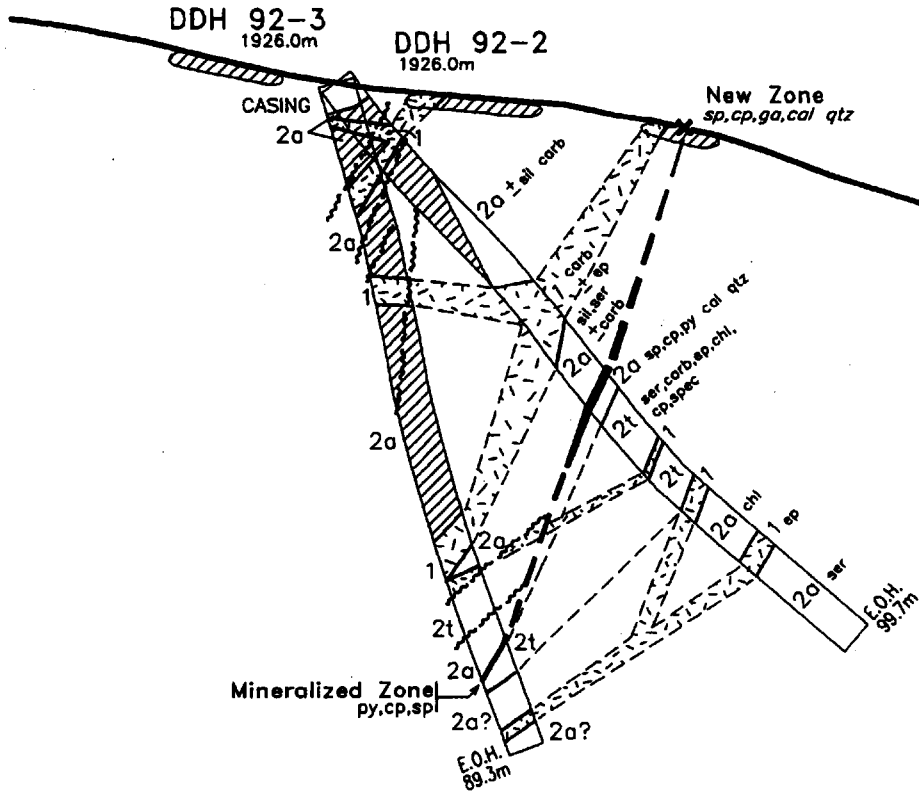 DDH 92-3
1926.0m
DDH 92-2
1926.0m
CASING
2a
1
New Zone
sp,cp,ga,cal qtz
2a ± sil carb
2a
1
1 carb
± ep
sil,ser
± carb
2a
2a sp,cp,py cal qtz
ser,carb,ep,chl,
cp,spec
2t
2a
1
2t
1
2a chl
1 ep
2a ser
E.O.H.
99.7m
2a
1
2t
2t
2a
Mineralized Zone
py,cp,sp
2a?
2a?
E.O.H.
89.3m